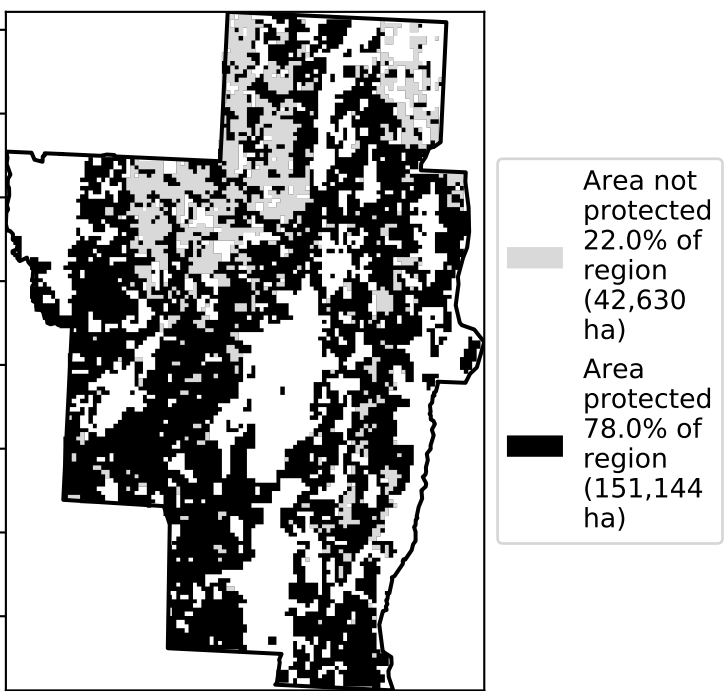 Area not
protected
22.0% of
region
(42,630
ha)
Area
protected
78.0% of
region
(151,144
ha)